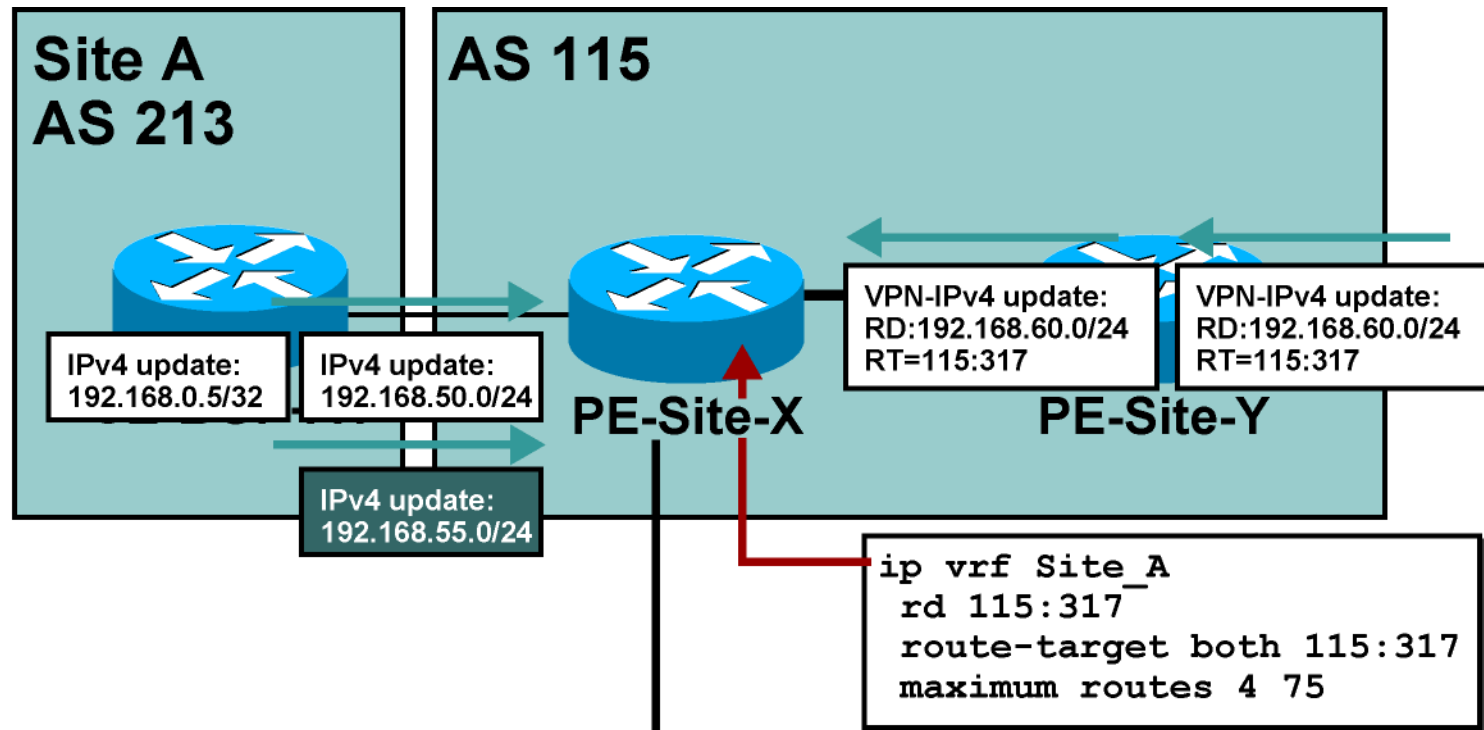 Site A
AS 213
AS 115
IPv4 update:
192.168.0.5/32
IPv4 update:
192.168.50.0/24
IPv4 update:
192.168.55.0/24
PE-Site-X
VPN-IPv4 update:
RD:192.168.60.0/24
RT=115:317
VPN-IPv4 update:
RD:192.168.60.0/24
RT=115:317
PE-Site-Y
ip vrf Site_A
rd 115:317
route-target both 115:317
maximum routes 4 75